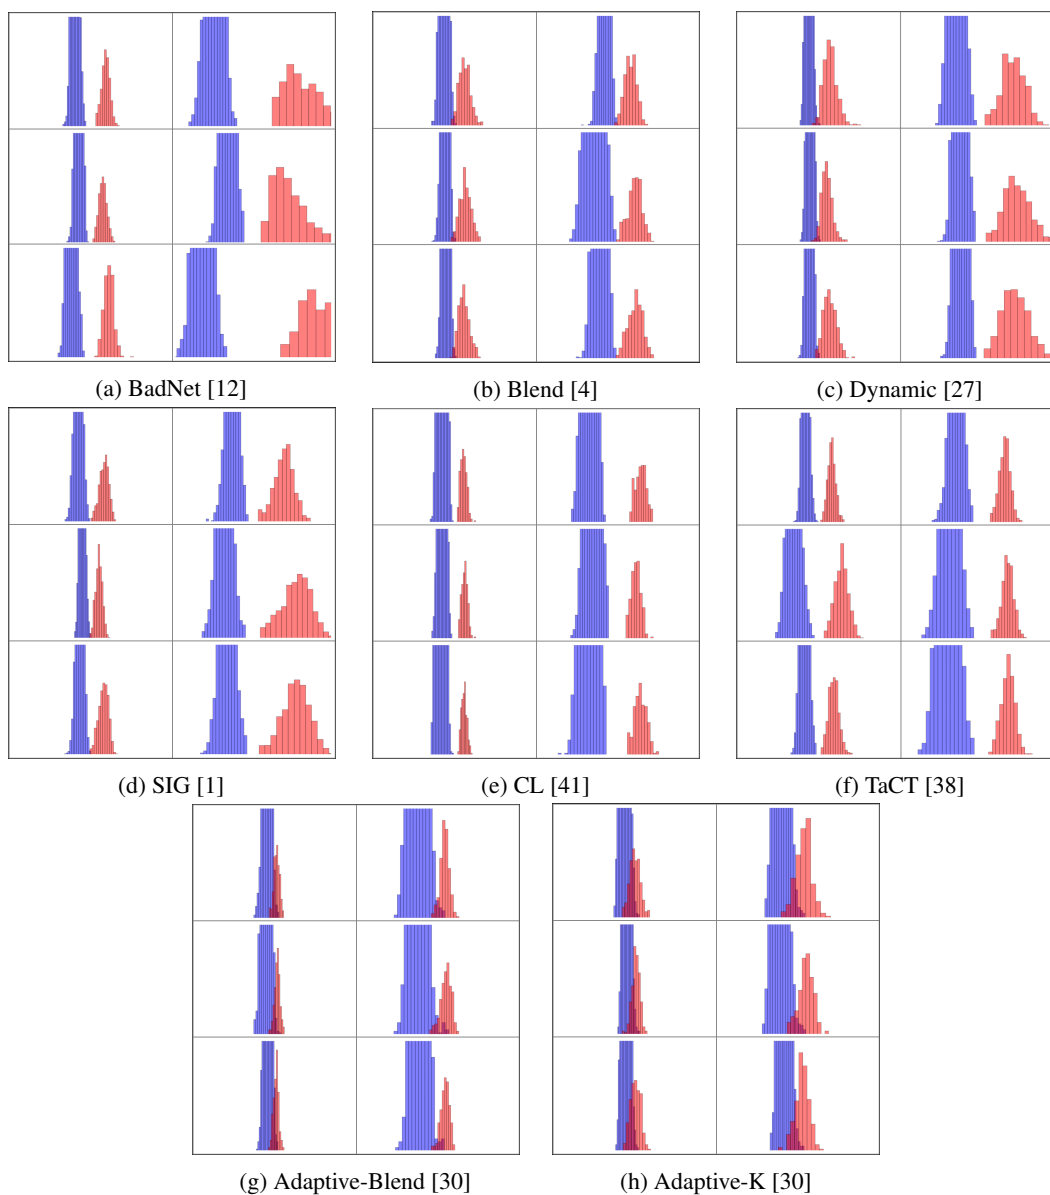 (a) BadNet [12]
(b) Blend [4]
(c) Dynamic [27]
(d) SIG [1]
(e) CL [41]
(f) TaCT [38]
(g) Adaptive-Blend [30]
(h) Adaptive-K [30]